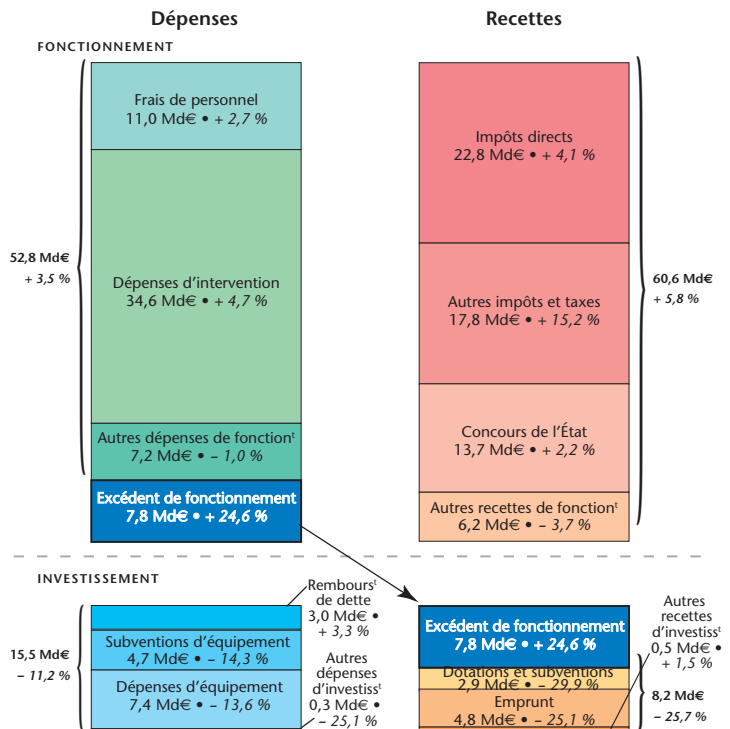 Dépenses
Recettes
FONCTIONNEMENT
Frais de personnel
11,0 Md€ • + 2,7 %
Dépenses d’intervention
34,6 Md€ • + 4,7 %
Autres dépenses de fonctionᵗ
7,2 Md€ • – 1,0 %
Excédent de fonctionnement
7,8 Md€ • + 24,6 %
52,8 Md€
+ 3,5 %
Impôts directs
22,8 Md€ • + 4,1 %
Autres impôts et taxes
17,8 Md€ • + 15,2 %
Concours de l’État
13,7 Md€ • + 2,2 %
Autres recettes de fonctionᵗ
6,2 Md€ • – 3,7 %
60,6 Md€
+ 5,8 %
INVESTISSEMENT
15,5 Md€
– 11,2 %
Remboursᵗ
de dette
3,0 Md€ •
+ 3,3 %
Subventions d’équipement
4,7 Md€ • – 14,3 %
Dépenses d’équipement
7,4 Md€ • – 13,6 %
Autres
dépenses
d’investissᵗ
0,3 Md€ •
– 25,1 %
Excédent de fonctionnement
7,8 Md€ • + 24,6 %
Dotations et subventions
2,9 Md€ • – 29,9 %
Emprunt
4,8 Md€ • – 25,1 %
Autres
recettes
d’investissᵗ
0,5 Md€ •
+ 1,5 %
8,2 Md€
– 25,7 %